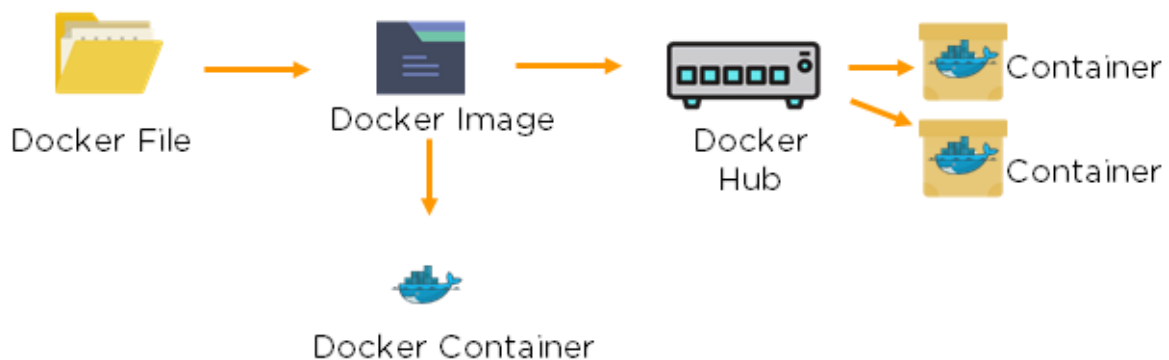 Docker File
Docker Image
Docker
Hub
Container
Container
Docker Container